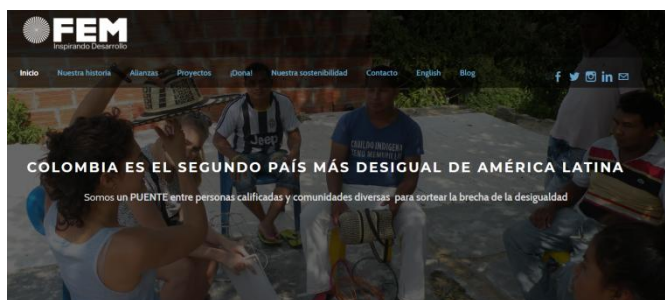 FEM
Inspirando Desarrollo
Inicio Nuestra historia Alianzas Proyectos ¡Dona! Nuestra sostenibilidad Contacto English Blog
Jeep
COLOMBIA ES EL SEGUNDO PAÍS MÁS DESIGUAL DE AMÉRICA LATINA
Somos un PUENTE entre personas calificadas y comunidades diversas para sortear la brecha de la desigualdad